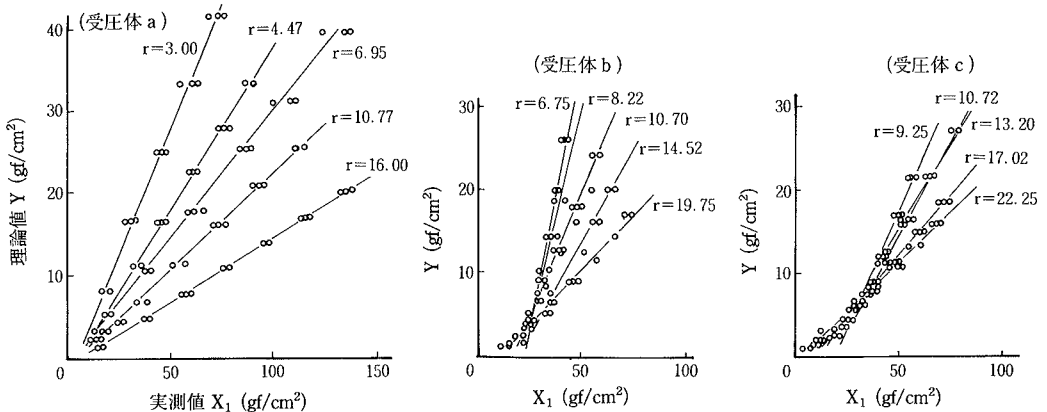 (受圧体a)
40
30
20
10
0
50
100
150
r=3.00
r=4.47
r=6.95
r=10.77
r=16.00
理論値 Y (gf/cm²)
実測値 X₁ (gf/cm²)
(受圧体b)
30
20
10
0
50
100
r=6.75
r=8.22
r=10.70
r=14.52
r=19.75
Y (gf/cm²)
X₁ (gf/cm²)
(受圧体c)
30
20
10
0
50
100
r=10.72
r=9.25
r=13.20
r=17.02
r=22.25
Y (gf/cm²)
X₁ (gf/cm²)